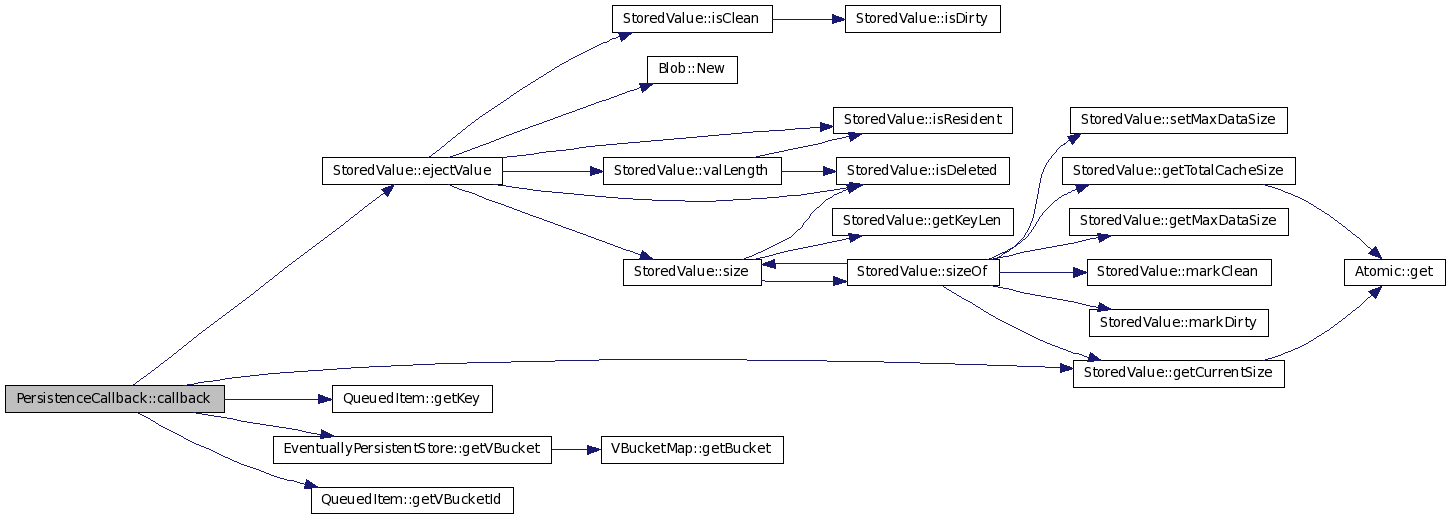 StoredValue::isClean
StoredValue::isDirty
Blob::New
StoredValue::isResident
StoredValue::setMaxDataSize
StoredValue::ejectValue
StoredValue::valLength
StoredValue::isDeleted
StoredValue::getTotalCacheSize
StoredValue::getKeyLen
StoredValue::getMaxDataSize
StoredValue::size
StoredValue::sizeOf
StoredValue::markClean
Atomic::get
StoredValue::markDirty
StoredValue::getCurrentSize
PersistenceCallback::callback
QueuedItem::getKey
EventuallyPersistentStore::getVBucket
VBucketMap::getBucket
QueuedItem::getVBucketId